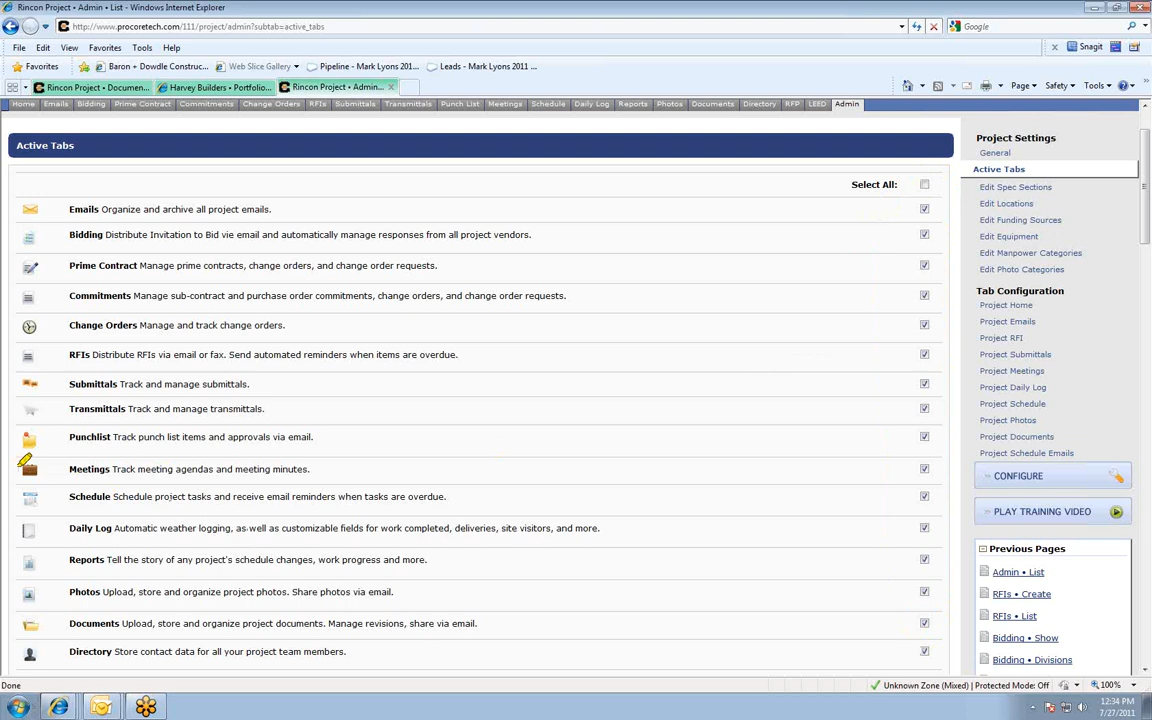 Rincon Project • Admin • List - Windows Internet Explorer
http://www.procoretech.com/111/project/admin?subtab=active_tabs
Google
File Edit View Favorites Tools Help
x Snagit
Favorites Baron + Dowdle Construc... Web Slice Gallery Pipeline - Mark Lyons 201... Leads - Mark Lyons 2011 ...
Rincon Project • Documen... Harvey Builders • Portfolio... Rincon Project • Admin... x
Page Safety Tools
Home Emails Bidding Prime Contract Commitments Change Orders RFIs Submittals Transmittals Punch List Meetings Schedule Daily Log Reports Photos Documents Directory RFP LEED Admin
Active Tabs
Select All:
Emails Organize and archive all project emails.
Bidding Distribute Invitation to Bid vie email and automatically manage responses from all project vendors.
Prime Contract Manage prime contracts, change orders, and change order requests.
Commitments Manage sub-contract and purchase order commitments, change orders, and change order requests.
Change Orders Manage and track change orders.
RFIs Distribute RFIs via email or fax. Send automated reminders when items are overdue.
Submittals Track and manage submittals.
Transmittals Track and manage transmittals.
Punchlist Track punch list items and approvals via email.
Meetings Track meeting agendas and meeting minutes.
Schedule Schedule project tasks and receive email reminders when tasks are overdue.
Daily Log Automatic weather logging, as well as customizable fields for work completed, deliveries, site visitors, and more.
Reports Tell the story of any project's schedule changes, work progress and more.
Photos Upload, store and organize project photos. Share photos via email.
Documents Upload, store and organize project documents. Manage revisions, share via email.
Directory Store contact data for all your project team members.
Project Settings
General
Active Tabs
Edit Spec Sections
Edit Locations
Edit Funding Sources
Edit Equipment
Edit Manpower Categories
Edit Photo Categories
Tab Configuration
Project Home
Project Emails
Project RFI
Project Submittals
Project Meetings
Project Daily Log
Project Schedule
Project Photos
Project Documents
Project Schedule Emails
CONFIGURE
PLAY TRAINING VIDEO
Previous Pages
Admin • List
RFIs • Create
RFIs • List
Bidding • Show
Bidding • Divisions
Done
Unknown Zone (Mixed) | Protected Mode: Off
100%
12:34 PM
7/27/2011